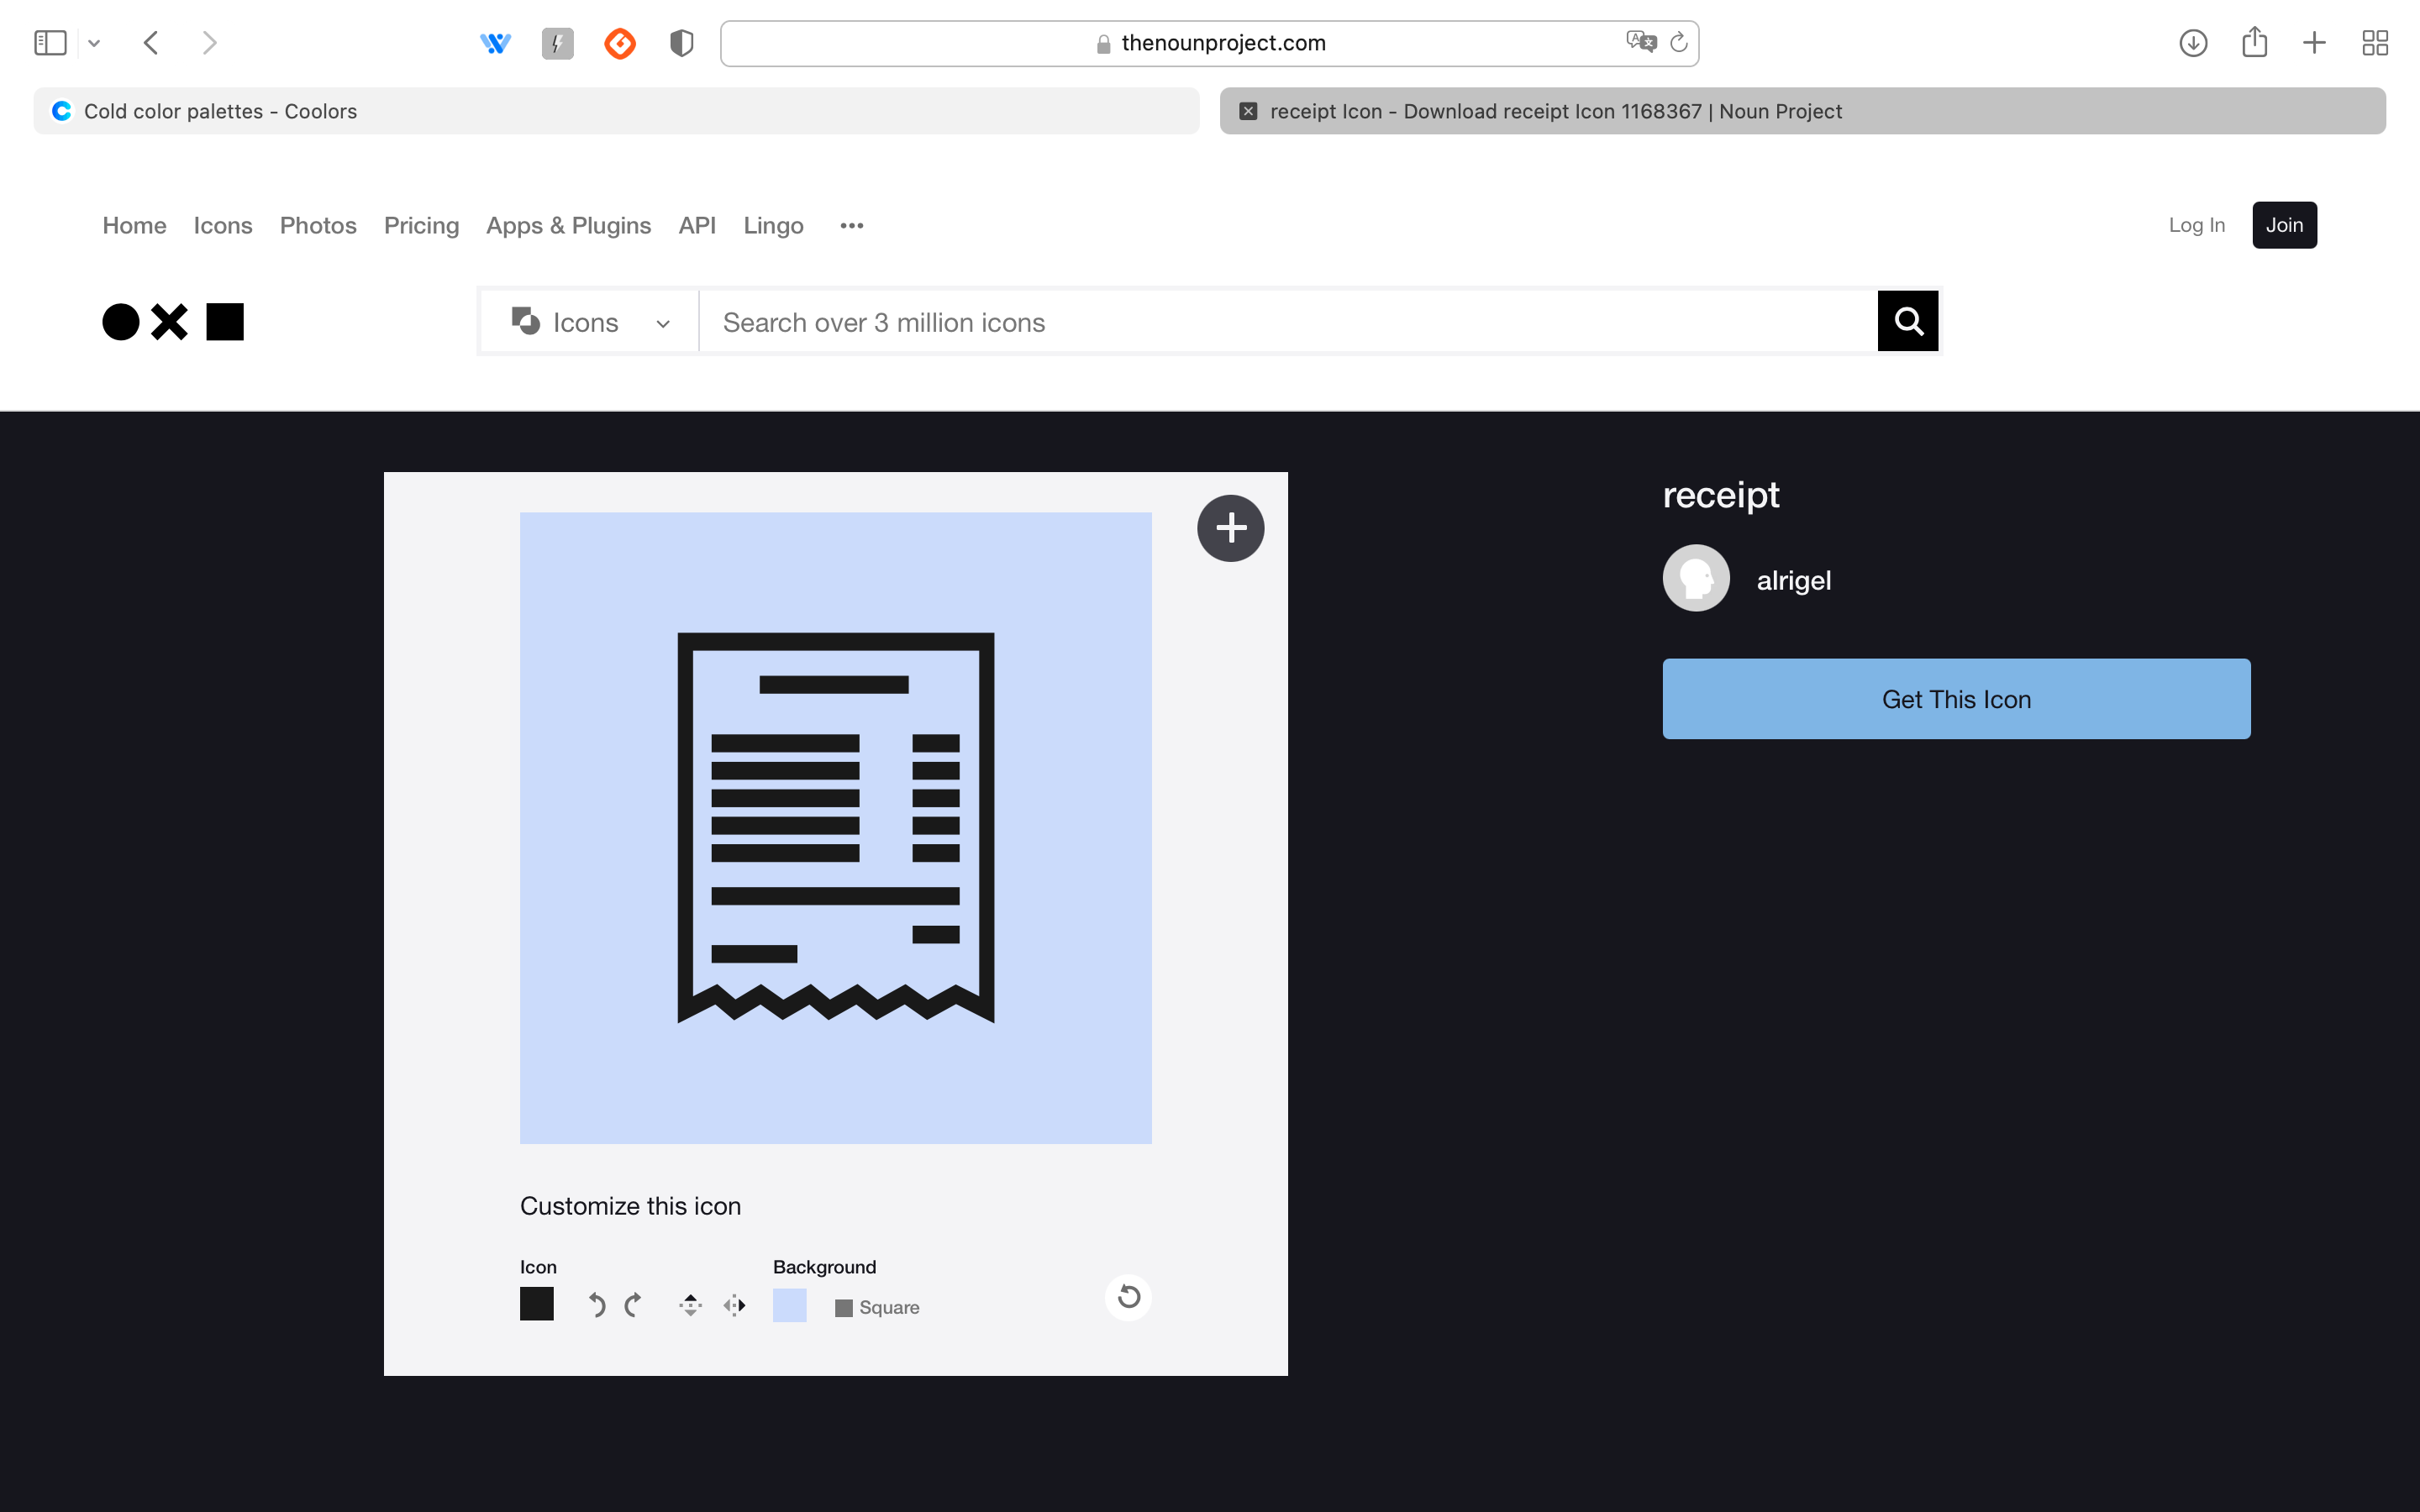 thenounproject.com
Cold color palettes - Coolors
receipt Icon - Download receipt Icon 1168367 | Noun Project
Home Icons Photos Pricing Apps & Plugins API Lingo •••
Log In Join
Icons Search over 3 million icons
receipt
alrigel
Get This Icon
Customize this icon
Icon Background
Square